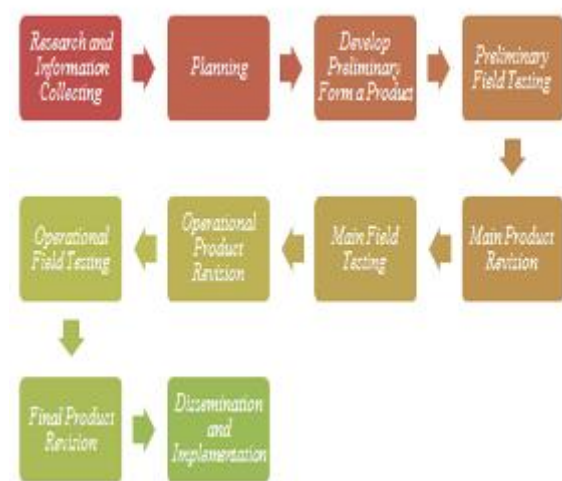 Research and
Information
Collecting
Planning
Develop
Preliminary
Form a Product
Preliminary
Field Testing
Main Product
Revision
Main Field
Testing
Operational
Product
Revision
Operational
Field Testing
Final Product
Revision
Dissemination
and
Implementation